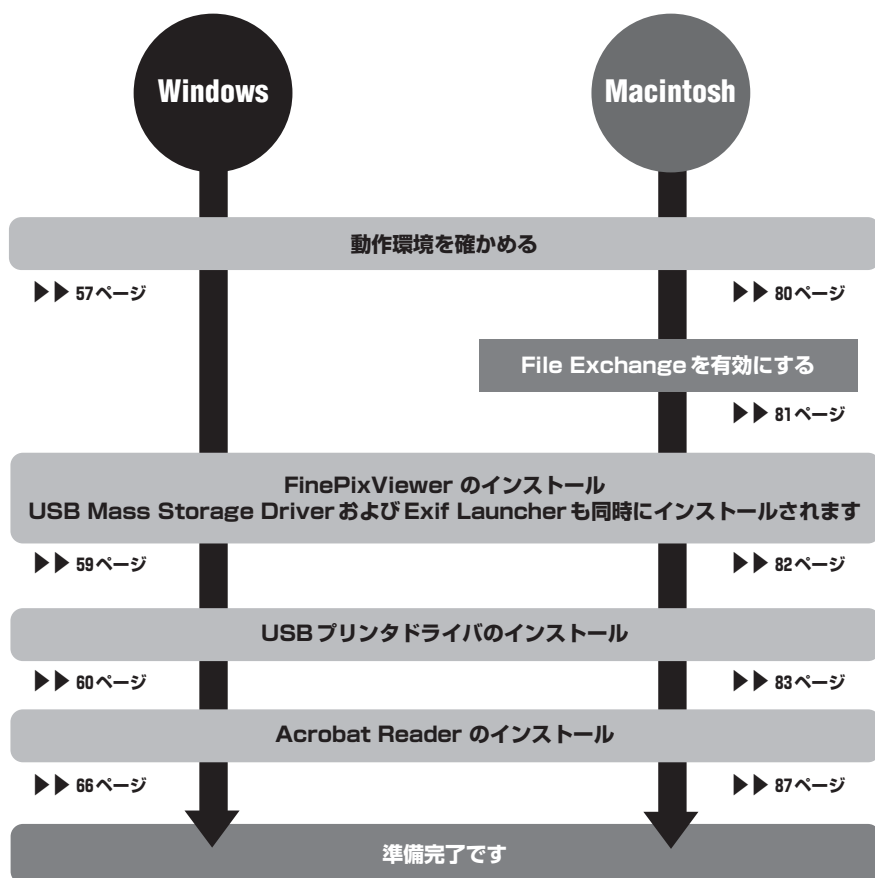 Windows
Macintosh
動作環境を確かめる
▶▶ 57ページ
▶▶ 80ページ
File Exchangeを有効にする
▶▶ 81ページ
FinePixViewer のインストール
USB Mass Storage DriverおよびExif Launcherも同時にインストールされます
▶▶ 59ページ
▶▶ 82ページ
USBプリンタドライバのインストール
▶▶ 60ページ
▶▶ 83ページ
Acrobat Reader のインストール
▶▶ 66ページ
▶▶ 87ページ
準備完了です